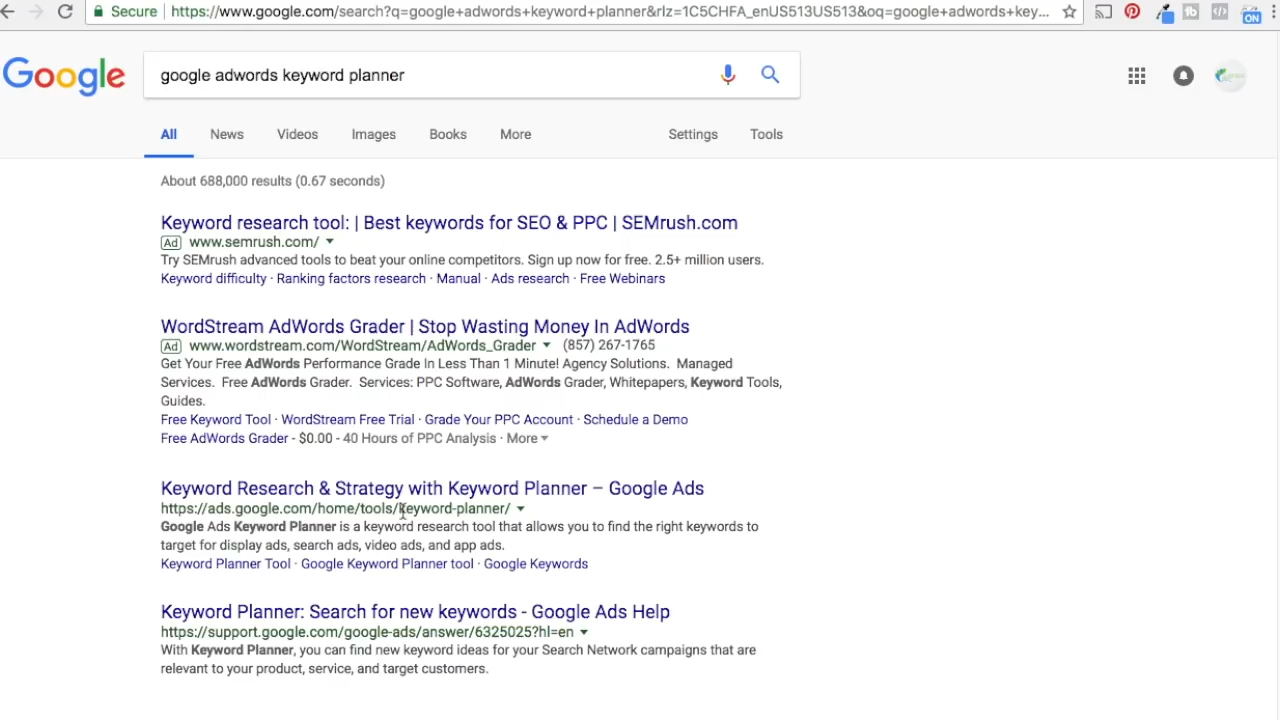 Secure https://www.google.com/search?q=google+adwords+keyword+planner&rlz=1C5CHFA_enUS513US513&oq=google+adwords+key...
ON
Google google adwords keyword planner
All News Videos Images Books More Settings Tools
About 688,000 results (0.67 seconds)
Keyword research tool: | Best keywords for SEO & PPC | SEMrush.com
Ad www.semrush.com/
Try SEMrush advanced tools to beat your online competitors. Sign up now for free. 2.5+ million users.
Keyword difficulty · Ranking factors research · Manual · Ads research · Free Webinars
WordStream AdWords Grader | Stop Wasting Money In AdWords
Ad www.wordstream.com/WordStream/AdWords_Grader (857) 267-1765
Get Your Free AdWords Performance Grade In Less Than 1 Minute! Agency Solutions. Managed
Services. Free AdWords Grader. Services: PPC Software, AdWords Grader, Whitepapers, Keyword Tools,
Guides.
Free Keyword Tool · WordStream Free Trial · Grade Your PPC Account · Schedule a Demo
Free AdWords Grader - $0.00 - 40 Hours of PPC Analysis · More
Keyword Research & Strategy with Keyword Planner – Google Ads
https://ads.google.com/home/tools/keyword-planner/
Google Ads Keyword Planner is a keyword research tool that allows you to find the right keywords to
target for display ads, search ads, video ads, and app ads.
Keyword Planner Tool · Google Keyword Planner tool · Google Keywords
Keyword Planner: Search for new keywords - Google Ads Help
https://support.google.com/google-ads/answer/6325025?hl=en
With Keyword Planner, you can find new keyword ideas for your Search Network campaigns that are
relevant to your product, service, and target customers.